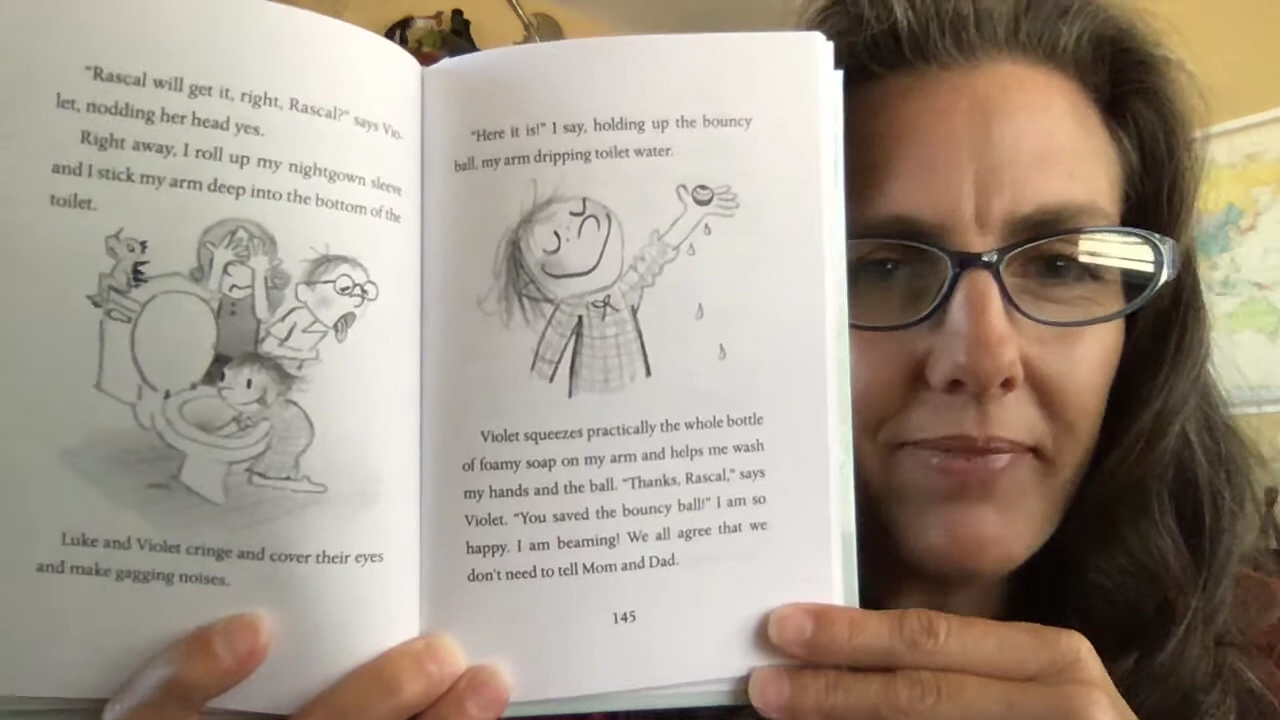 "Rascal will get it, right, Rascal?" says Vio-
let, nodding her head yes.
Right away, I roll up my nightgown sleeve
and I stick my arm deep into the bottom of the
toilet.
Luke and Violet cringe and cover their eyes
and make gagging noises.
"Here it is!" I say, holding up the bouncy
ball, my arm dripping toilet water.
Violet squeezes practically the whole bottle
of foamy soap on my arm and helps me wash
my hands and the ball. "Thanks, Rascal," says
Violet. "You saved the bouncy ball!" I am so
happy. I am beaming! We all agree that we
don't need to tell Mom and Dad.
145